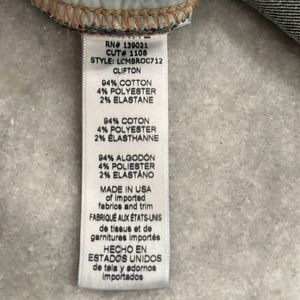 RN# 139021
CUT# 1108
STYLE: LCMBROC712
CLIFTON
94% COTTON
4% POLYESTER
2% ELASTANE
94% COTON
4% POLYESTER
2% ÉLASTHANNE
94% ALGODÓN
4% POLIESTER
2% ELASTÁNO
MADE IN USA
of imported
fabrics and trim
FABRIQUÉ AUX ÉTATS-UNIS
de tissus et de
garnitures importés
HECHO EN
ESTADOS UNIDOS
de tela y adornos
importados